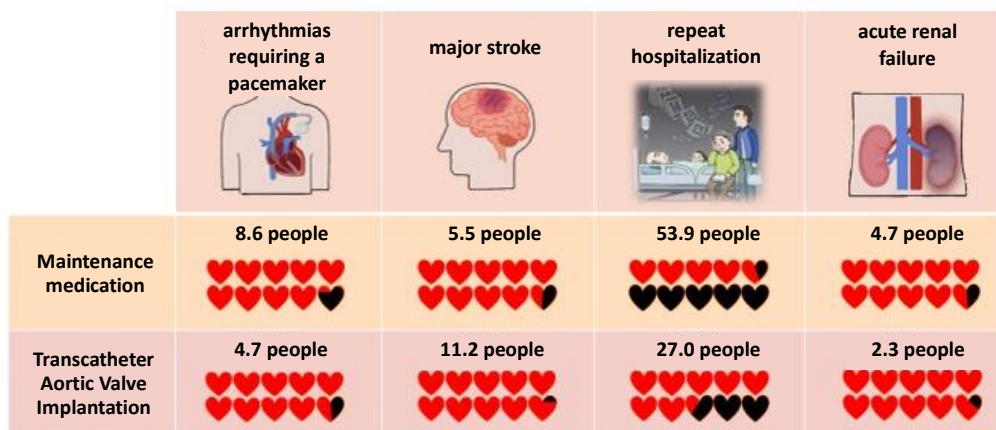 arrhythmias
requiring a
pacemaker
major stroke
repeat
hospitalization
acute renal
failure
Maintenance
medication
8.6 people
5.5 people
53.9 people
4.7 people
Transcatheter
Aortic Valve
Implantation
4.7 people
11.2 people
27.0 people
2.3 people